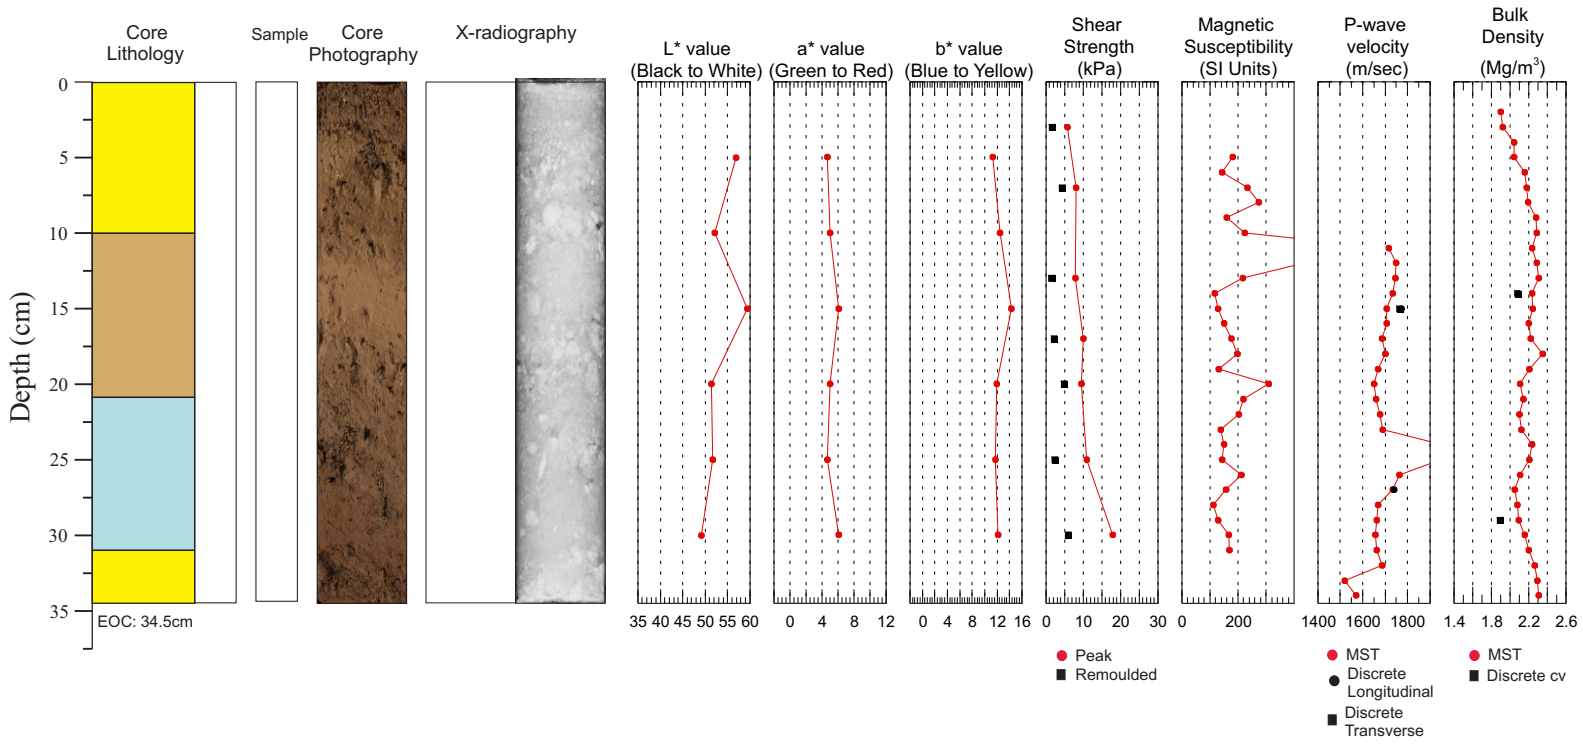 Core
Lithology
Sample
Core
Photography
X-radiography
L* value
(Black to White)
a* value
(Green to Red)
b* value
(Blue to Yellow)
Shear
Strength
(kPa)
Magnetic
Susceptibility
(SI Units)
P-wave
velocity
(m/sec)
Bulk
Density
(Mg/m³)
Depth (cm)
0
5
10
15
20
25
30
35
EOC: 34.5cm
35 40 45 50 55 60
0 4 8 12
0 4 8 12 16
0 10 20 30
0 200
1400 1600 1800
1.4 1.8 2.2 2.6
Peak
Remoulded
MST
Discrete
Longitudinal
Discrete
Transverse
MST
Discrete cv